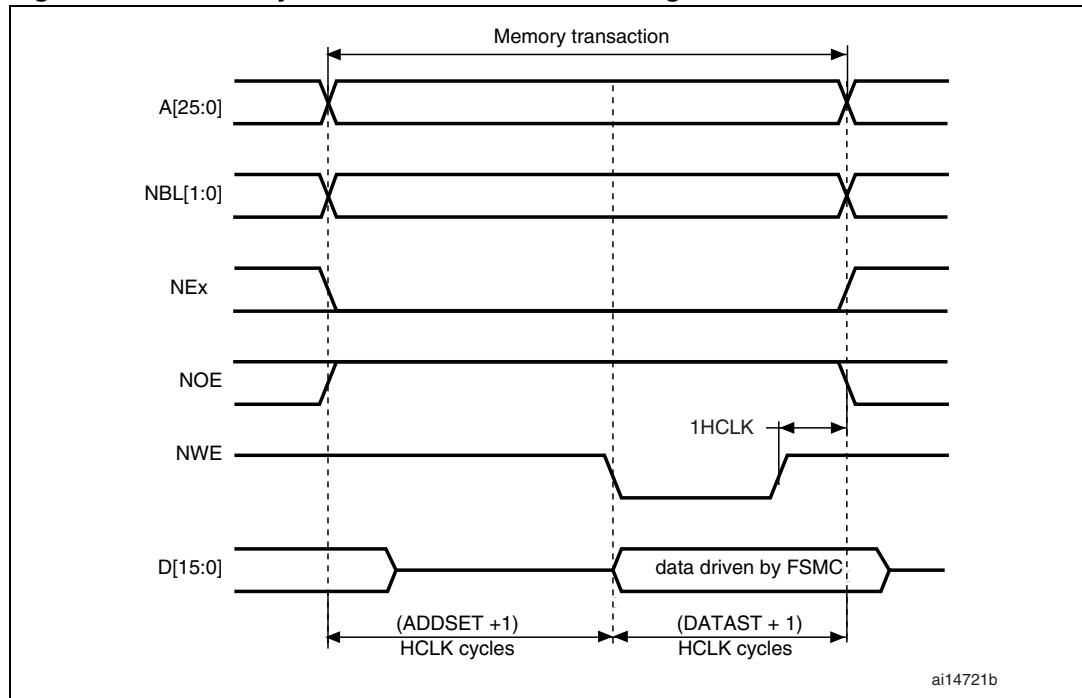 Memory transaction
A[25:0]
NBL[1:0]
NEx
NOE
1HCLK
NWE
D[15:0]
data driven by FSMC
(ADDSET +1)
HCLK cycles
(DATAST + 1)
HCLK cycles
ai14721b